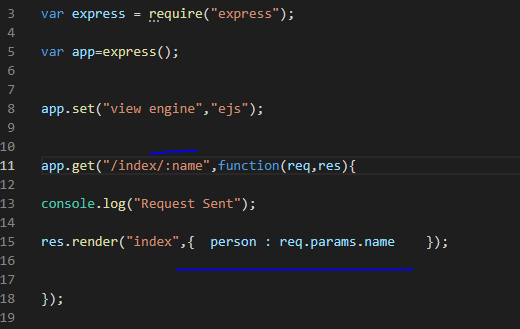 3 var express = require("express");
4
5 var app=express();
6
7
8 app.set("view engine","ejs");
9
10
11 app.get("/index/:name",function(req,res){
12
13 console.log("Request Sent");
14
15 res.render("index",{  person : req.params.name    });
16
17
18 });
19